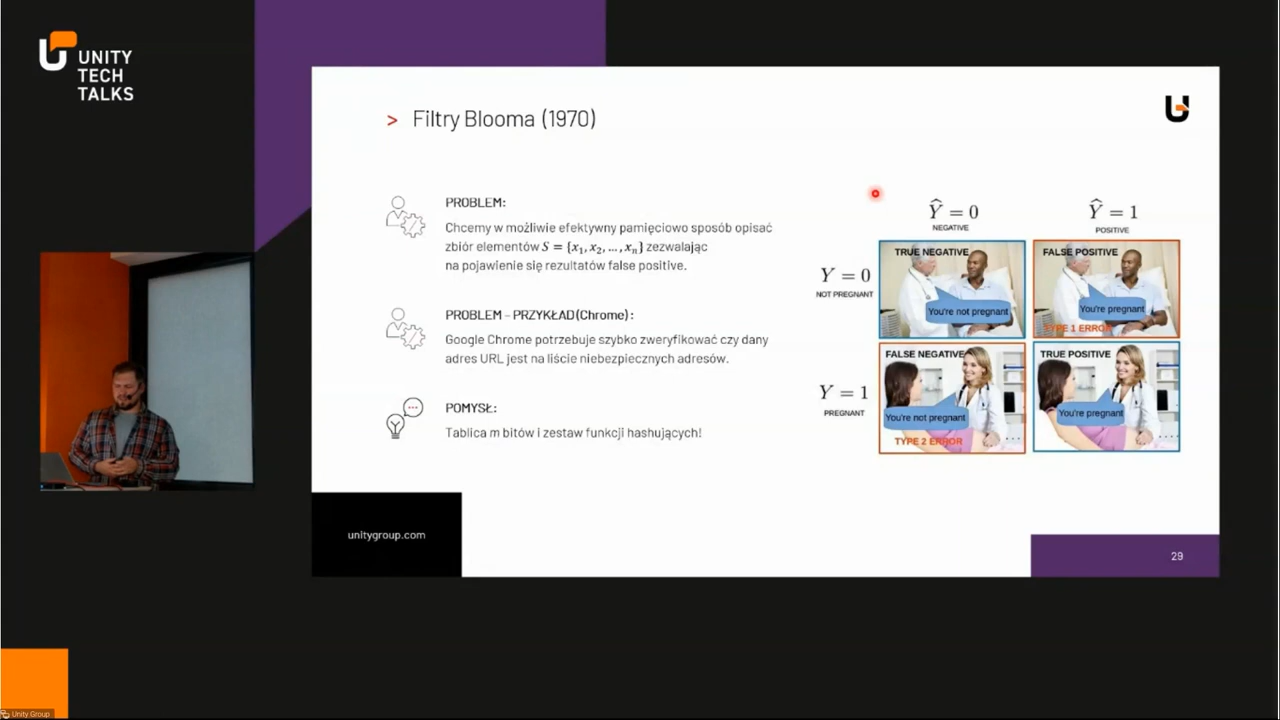 UNITY
TECH
TALKS
> Filtry Blooma (1970)
PROBLEM:
Chcemy w możliwie efektywny pamięciowo sposób opisać
zbiór elementów S = {x₁, x₂, ..., xₙ} zezwalając
na pojawienie się rezultatów false positive.
PROBLEM – PRZYKŁAD (Chrome):
Google Chrome potrzebuje szybko zweryfikować czy dany
adres URL jest na liście niebezpiecznych adresów.
POMYSŁ:
Tablica m bitów i zestaw funkcji hashujących!
Ŷ = 0
NEGATIVE
Ŷ = 1
POSITIVE
Y = 0
NOT PREGNANT
TRUE NEGATIVE
You're not pregnant
FALSE POSITIVE
You're pregnant
TYPE 1 ERROR
Y = 1
PREGNANT
FALSE NEGATIVE
You're not pregnant
TYPE 2 ERROR
TRUE POSITIVE
You're pregnant
unitygroup.com
29
Unity Group